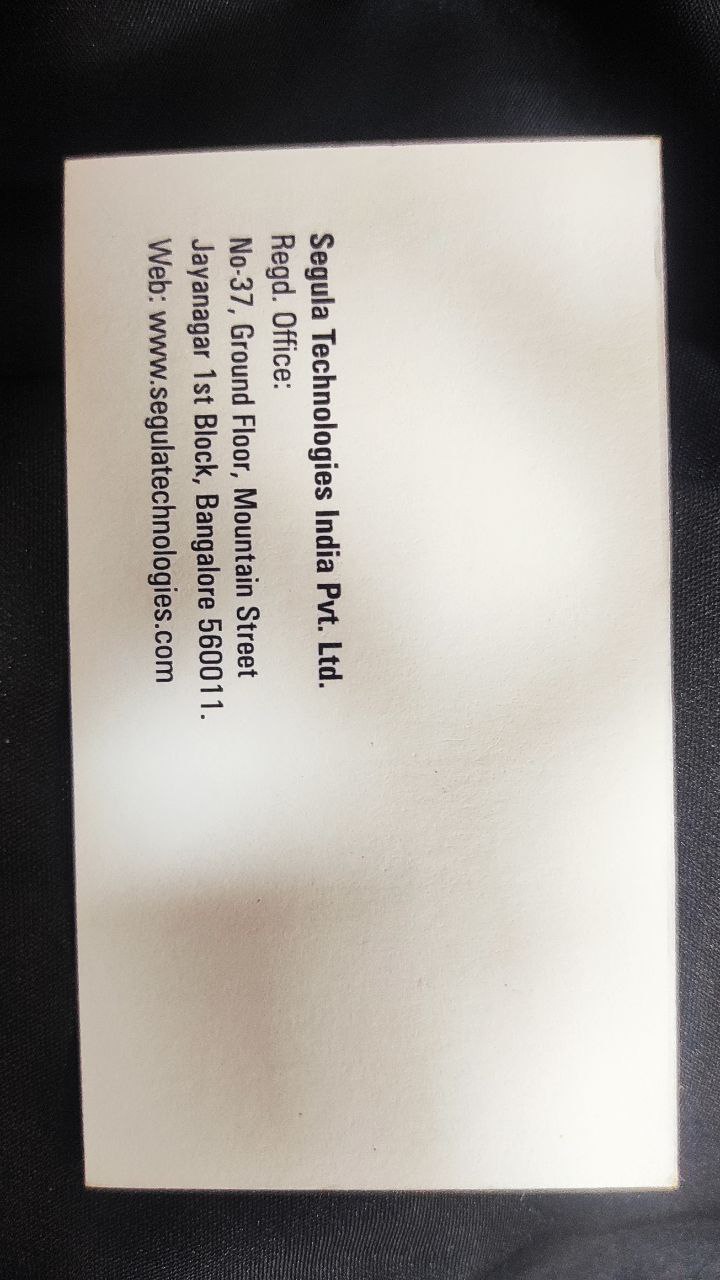 Segula Technologies India Pvt. Ltd.
Regd. Office:
No-37, Ground Floor, Mountain Street
Jayanagar 1st Block, Bangalore 560011.
Web: www.segulatechnologies.com